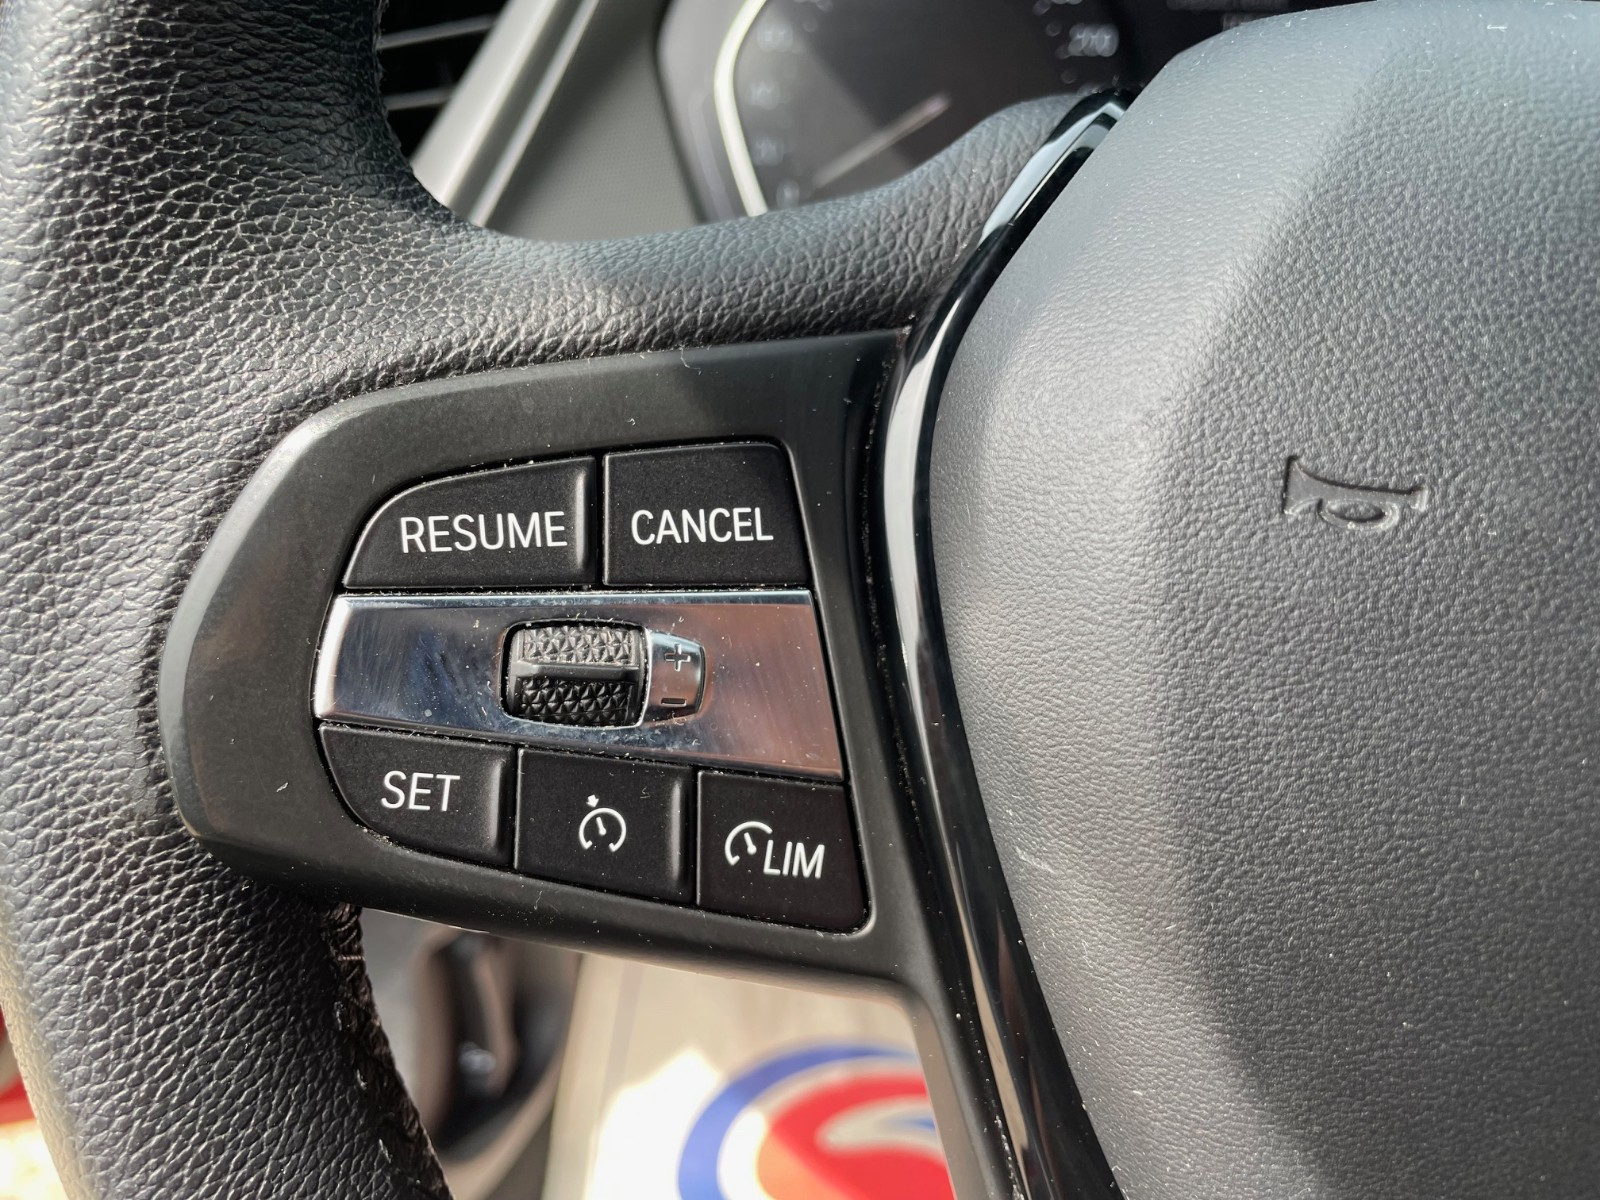 RESUME
CANCEL
+
-
SET
LIM